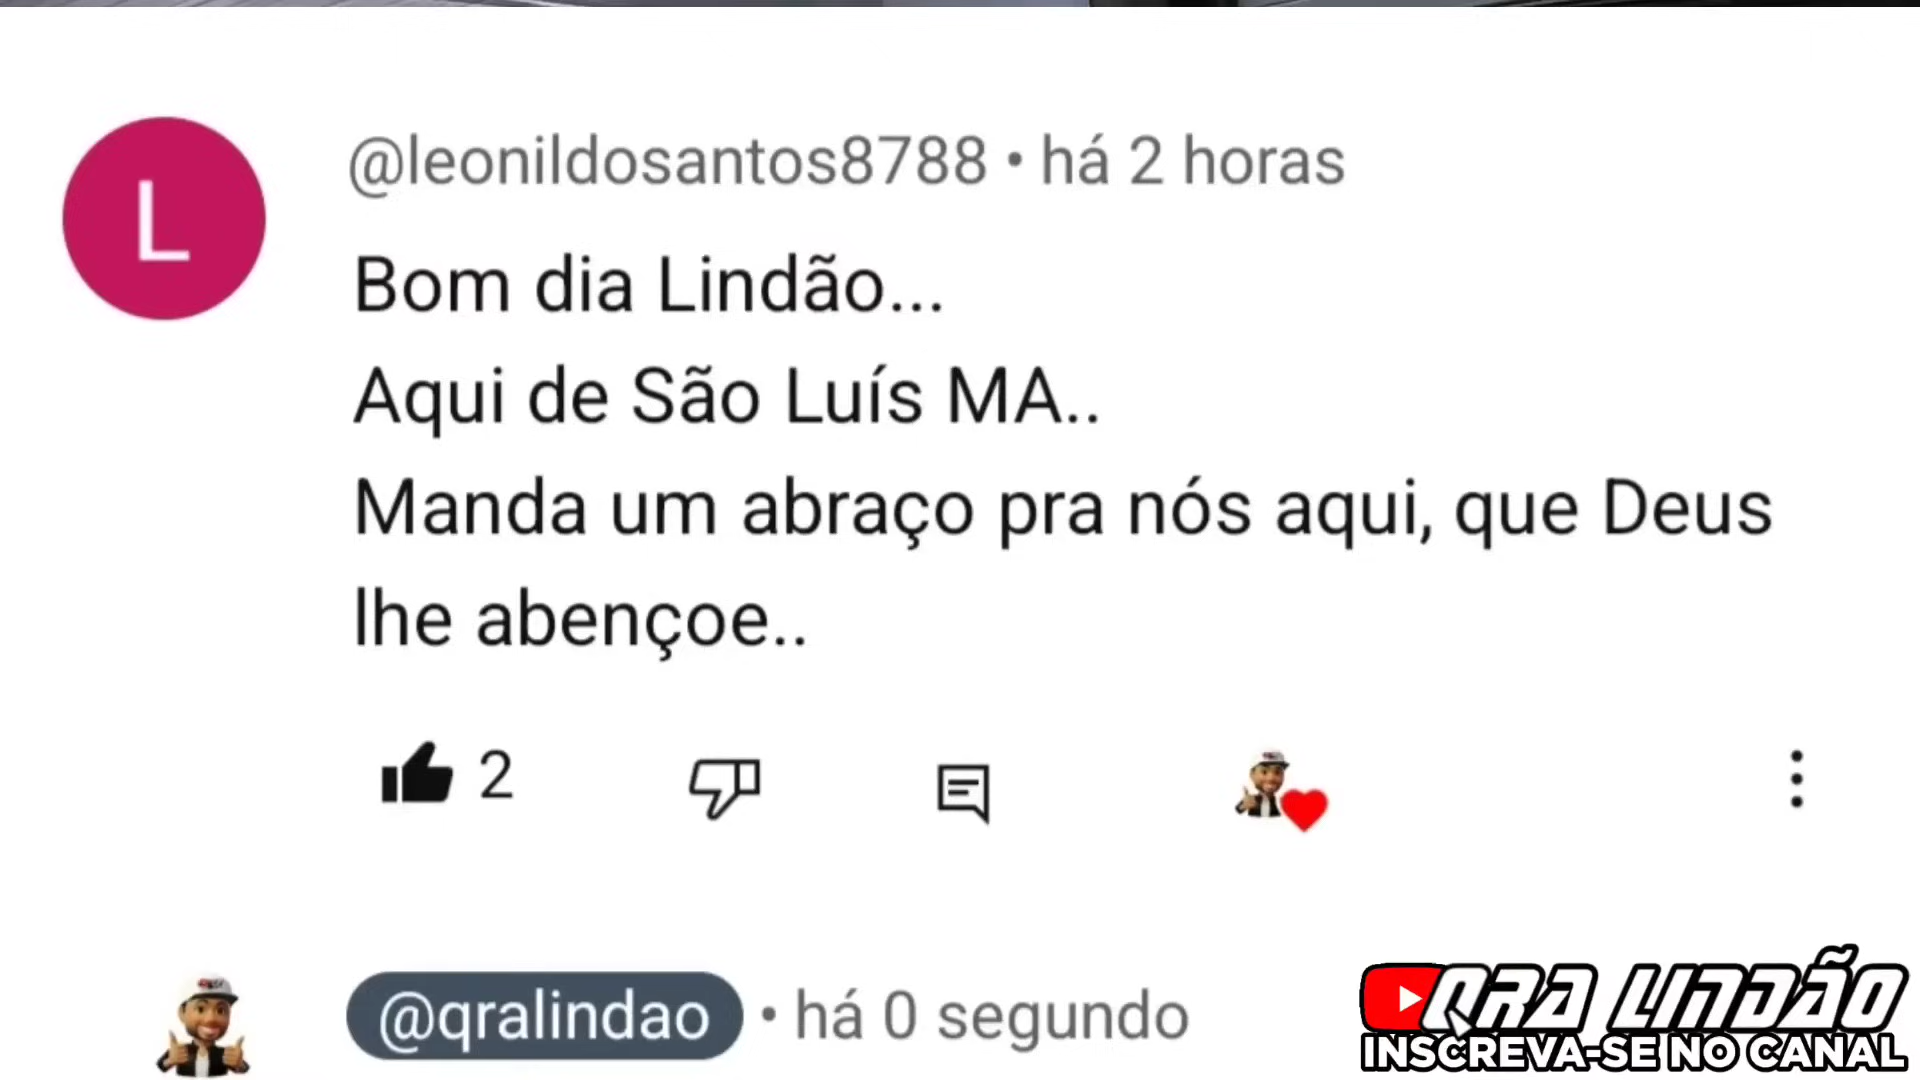 L
@leonildosantos8788 • há 2 horas
Bom dia Lindão...
Aqui de São Luís MA..
Manda um abraço pra nós aqui, que Deus
lhe abençoe..
2
@qralindao • há 0 segundo
QRA LINDÃO
INSCREVA-SE NO CANAL